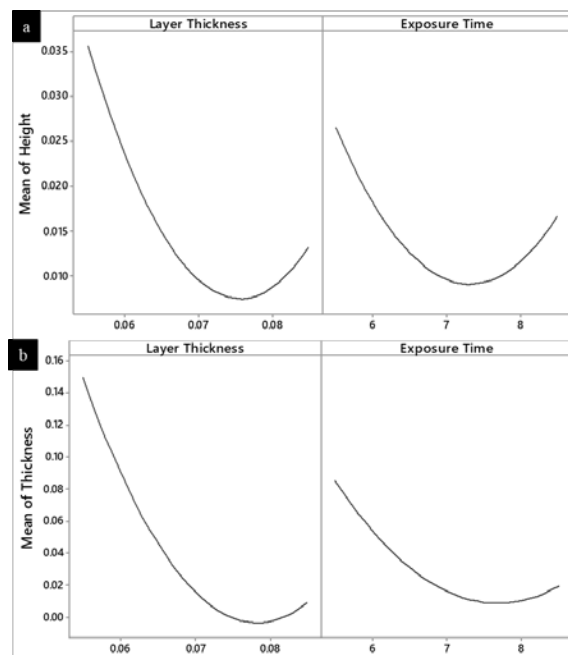 a
Layer Thickness Exposure Time
Mean of Height
0.035
0.030
0.025
0.020
0.015
0.010
0.06 0.07 0.08 6 7 8
b
Layer Thickness Exposure Time
Mean of Thickness
0.16
0.14
0.12
0.10
0.08
0.06
0.04
0.02
0.00
0.06 0.07 0.08 6 7 8